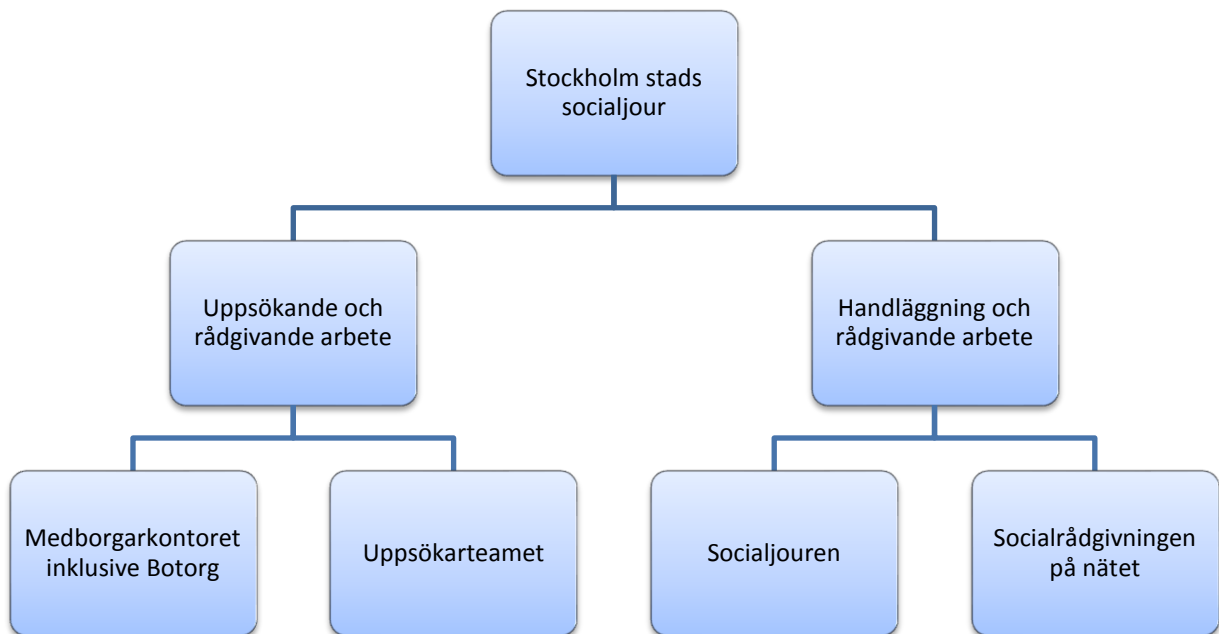 Stockholm stads
socialjour
Uppsökande och
rådgivande arbete
Handläggning och
rådgivande arbete
Medborgarkontoret
inklusive Botorg
Uppsökarteamet
Socialjouren
Socialrådgivningen
på nätet